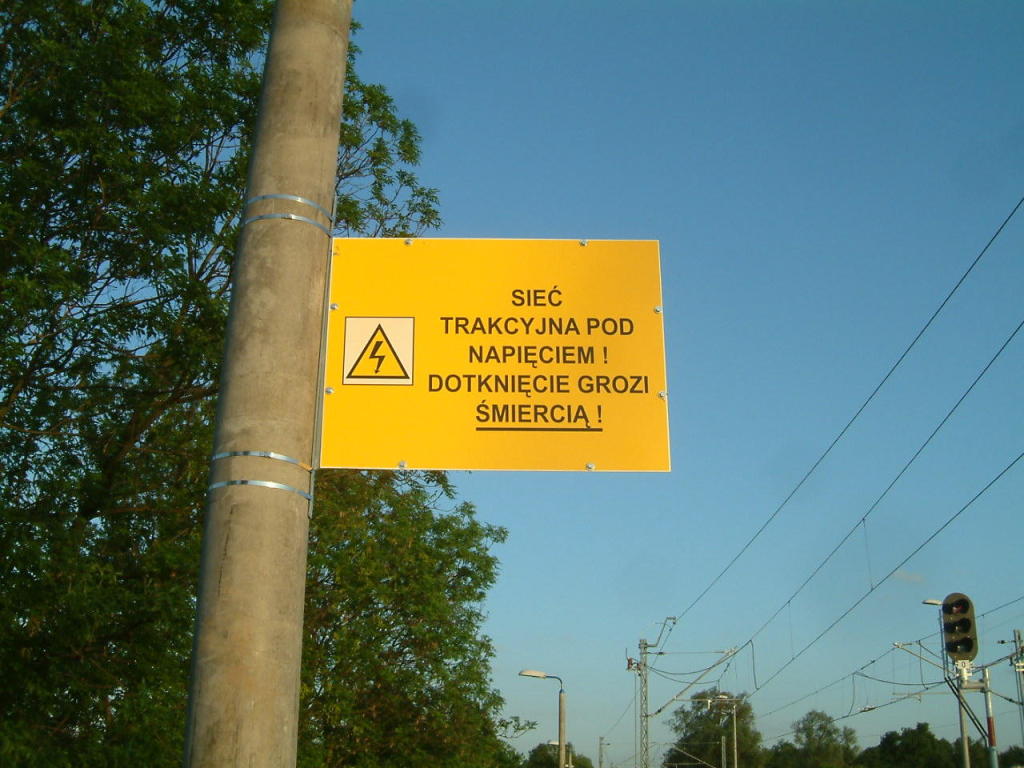 SIEĆ
TRAKCYJNA POD
NAPIĘCIEM !
DOTKNIĘCIE GROZI
ŚMIERCIĄ !